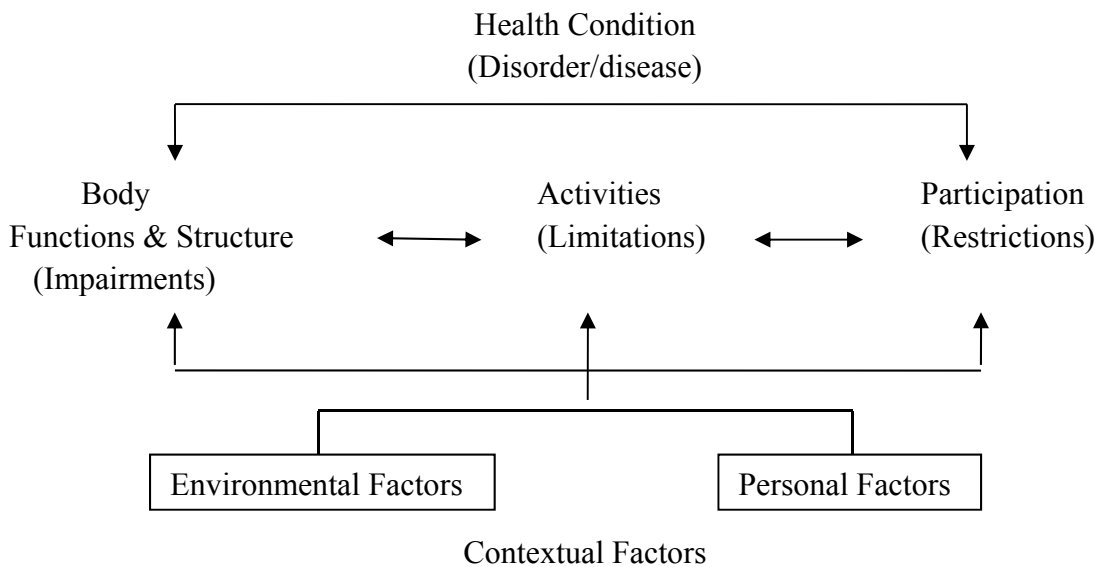 Health Condition
(Disorder/disease)
Body
Functions & Structure
(Impairments)
Activities
(Limitations)
Participation
(Restrictions)
Environmental Factors
Personal Factors
Contextual Factors